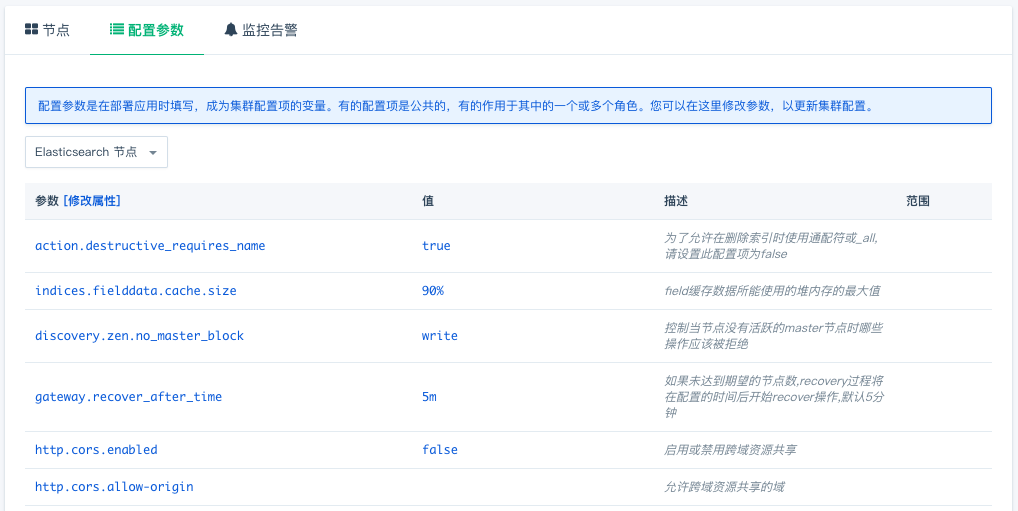 节点 配置参数 监控告警
配置参数是在部署应用时填写，成为集群配置项的变量。有的配置项是公共的，有的作用于其中的一个或多个角色。您可以在这里修改参数，以更新集群配置。
Elasticsearch 节点
参数 [修改属性] 值 描述 范围
action.destructive_requires_name true 为了允许在删除索引时使用通配符或_all,
请设置此配置项为false
indices.fielddata.cache.size 90% field缓存数据所能使用的堆内存的最大值
discovery.zen.no_master_block write 控制当节点没有活跃的master节点时哪些
操作应该被拒绝
gateway.recover_after_time 5m 如果未达到期望的节点数,recovery过程将
在配置的时间后开始recover操作,默认5分
钟
http.cors.enabled false 启用或禁用跨域资源共享
http.cors.allow-origin 允许跨域资源共享的域